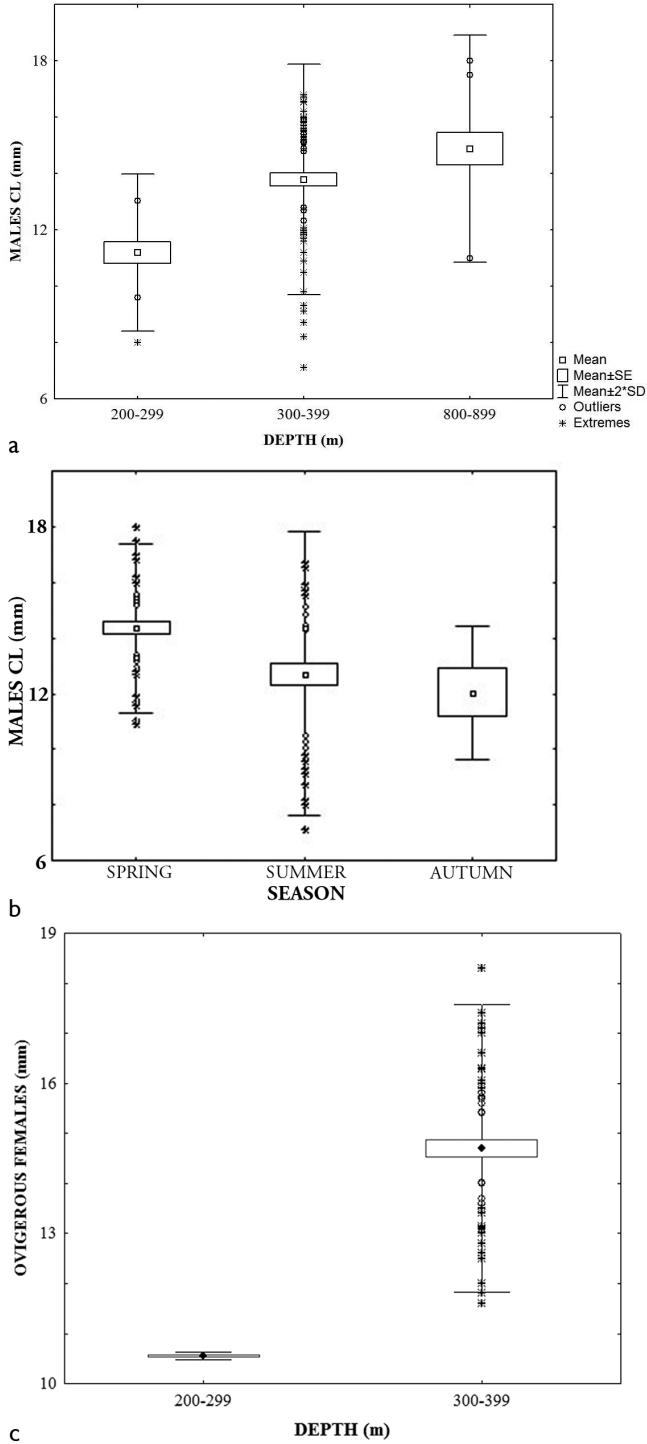 18
12
6
MALES CL (mm)
200-299 300-399 800-899
DEPTH (m)
Mean
Mean±SE
Mean±2*SD
Outliers
Extremes
a
18
12
6
MALES CL (mm)
SPRING SUMMER AUTUMN
SEASON
b
19
16
13
10
OVIGEROUS FEMALES (mm)
200-299 300-399
DEPTH (m)
c